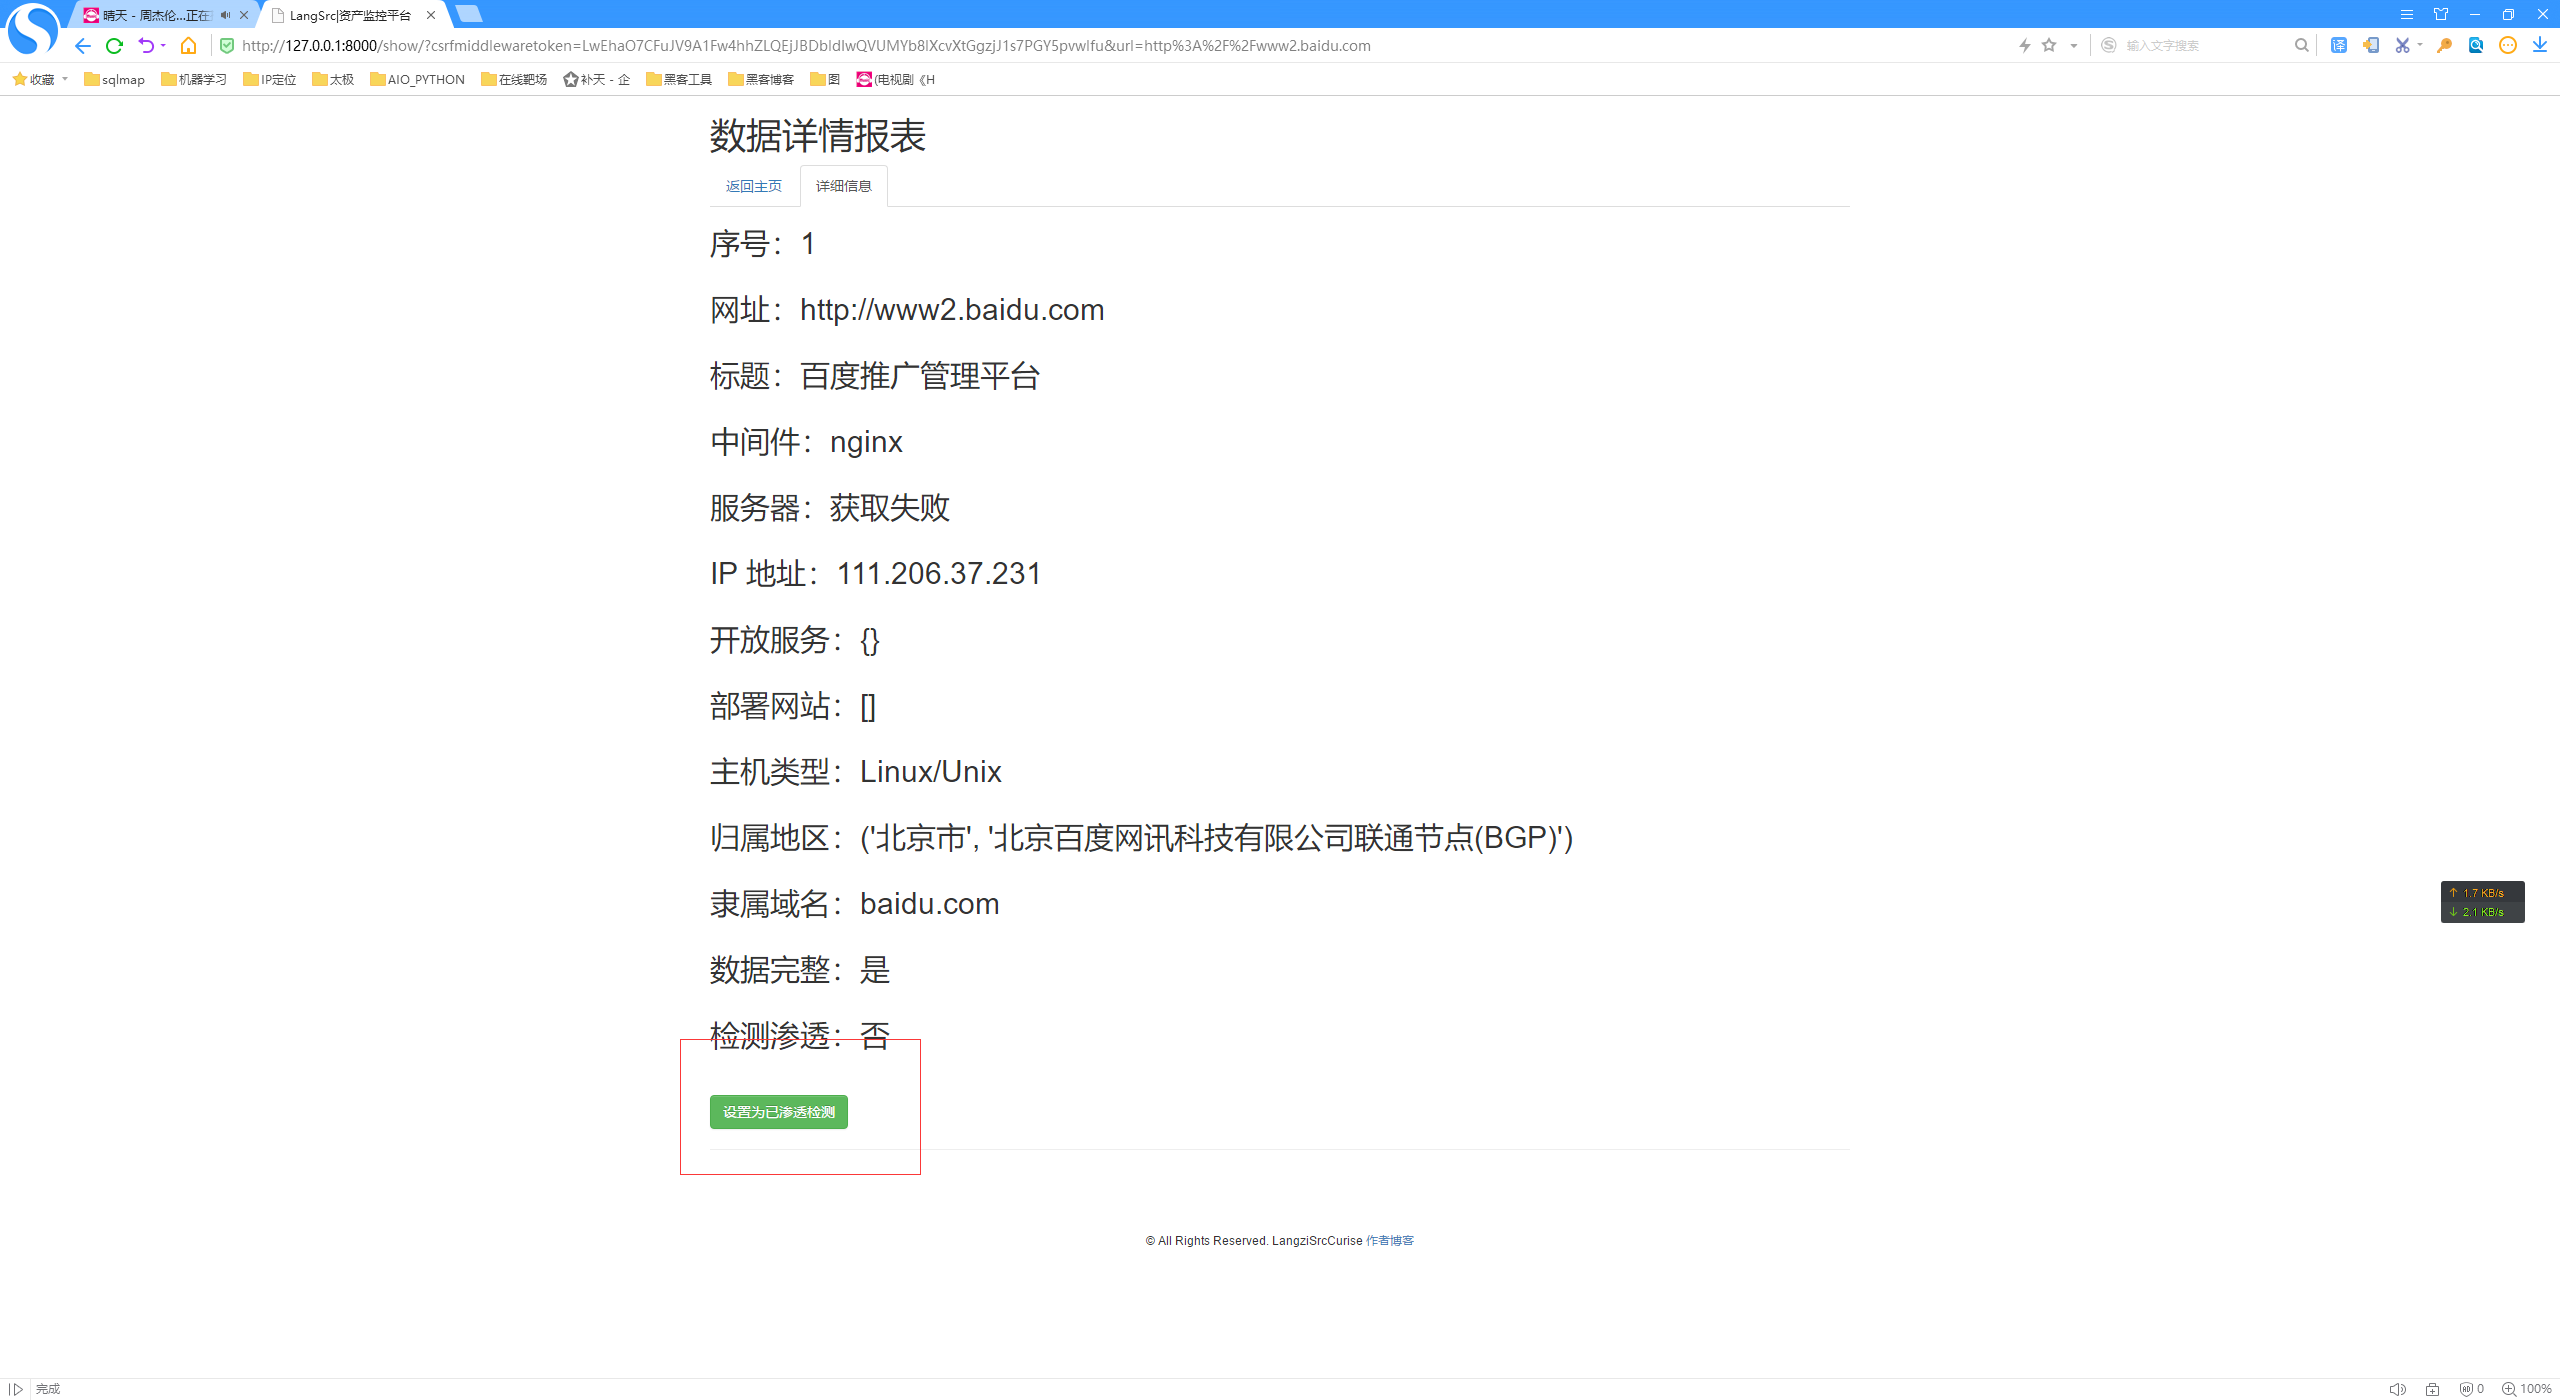 晴天 - 周杰伦...正在
LangSrc|资产监控平台
http://127.0.0.1:8000/show/?csrfmiddlewaretoken=LwEhaO7CFuJV9A1Fw4hhZLQEjJBDbldIwQVUMYb8lXcvXtGgzjJ1s7PGY5pvwlfu&url=http%3A%2F%2Fwww2.baidu.com
输入文字搜索
译
收藏
sqlmap
机器学习
IP定位
太极
AIO_PYTHON
在线靶场
补天 - 企
黑客工具
黑客博客
图
(电视剧《H
数据详情报表
返回主页
详细信息
序号：1
网址：http://www2.baidu.com
标题：百度推广管理平台
中间件：nginx
服务器：获取失败
IP 地址：111.206.37.231
开放服务：{}
部署网站：[]
主机类型：Linux/Unix
归属地区：('北京市', '北京百度网讯科技有限公司联通节点(BGP)')
隶属域名：baidu.com
数据完整：是
检测渗透：否
设置为已渗透检测
↑ 1.7 KB/s
↓ 2.1 KB/s
© All Rights Reserved. LangziSrcCurise 作者博客
完成
0
100%